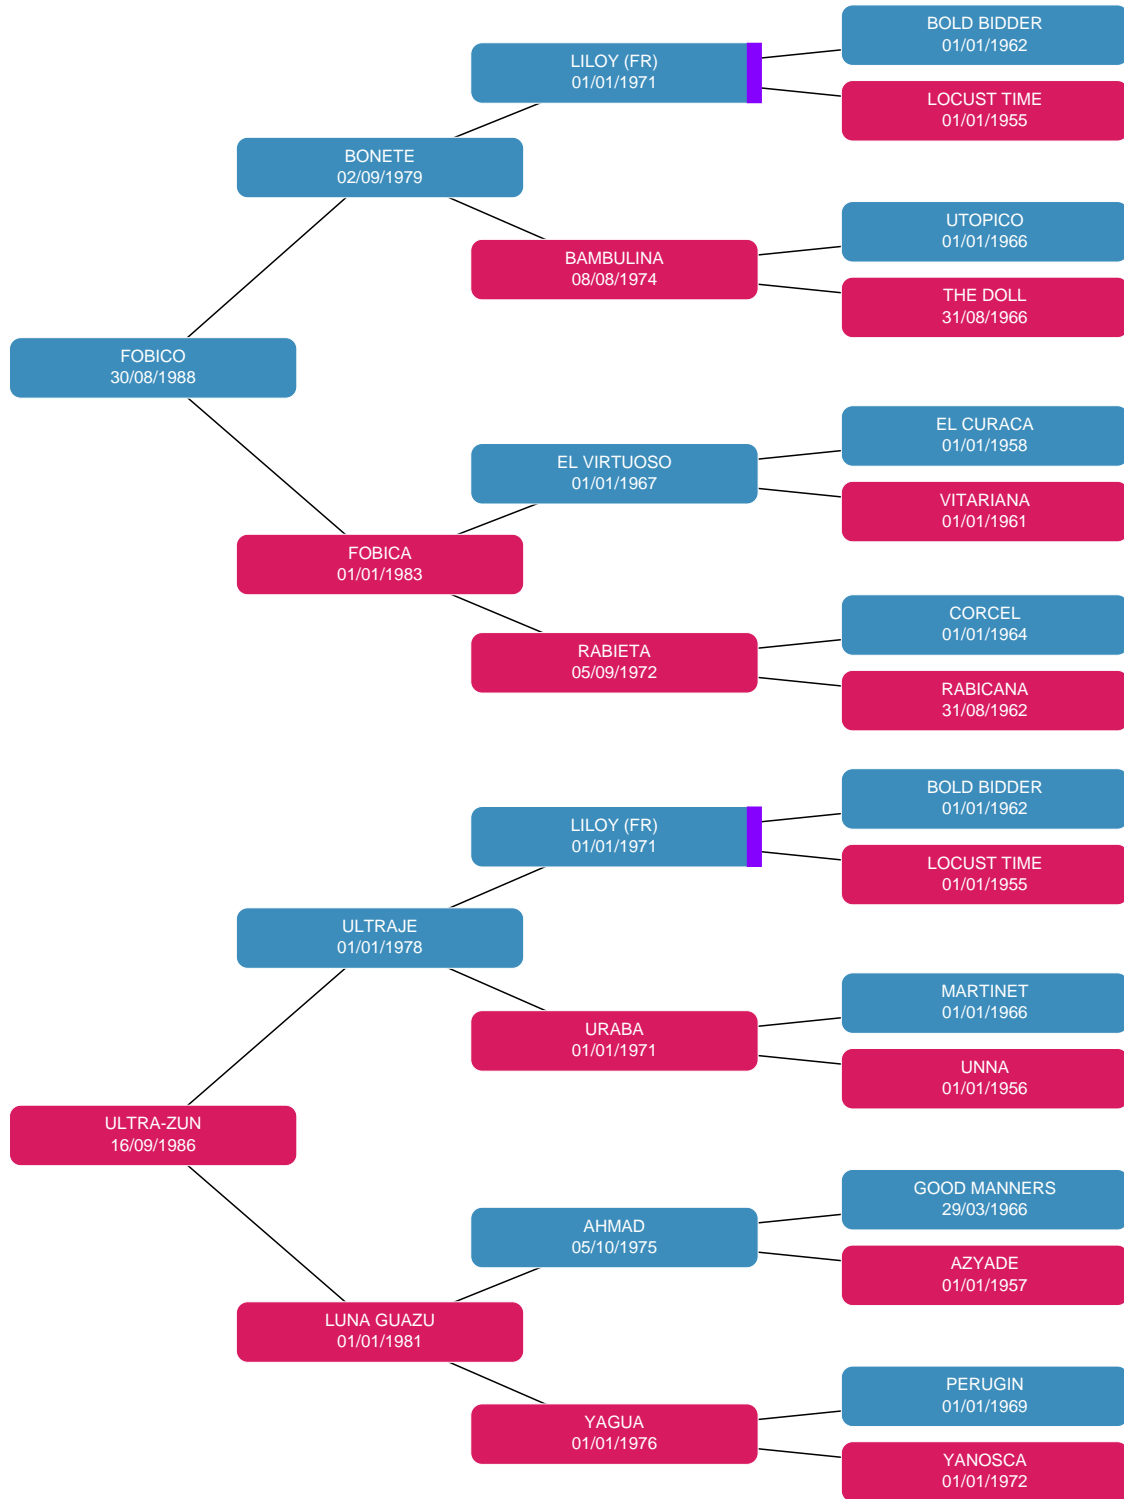 BOLD BIDDER
01/01/1962
LILOY (FR)
01/01/1971
LOCUST TIME
01/01/1955
BONETE
02/09/1979
UTOPICO
01/01/1966
BAMBULINA
08/08/1974
THE DOLL
31/08/1966
FOBICO
30/08/1988
EL CURACA
01/01/1958
EL VIRTUOSO
01/01/1967
VITARIANA
01/01/1961
FOBICA
01/01/1983
CORCEL
01/01/1964
RABIETA
05/09/1972
RABICANA
31/08/1962
BOLD BIDDER
01/01/1962
LILOY (FR)
01/01/1971
LOCUST TIME
01/01/1955
ULTRAJE
01/01/1978
MARTINET
01/01/1966
URABA
01/01/1971
UNNA
01/01/1956
ULTRA-ZUN
16/09/1986
GOOD MANNERS
29/03/1966
AHMAD
05/10/1975
AZYADE
01/01/1957
LUNA GUAZU
01/01/1981
PERUGIN
01/01/1969
YAGUA
01/01/1976
YANOSCA
01/01/1972